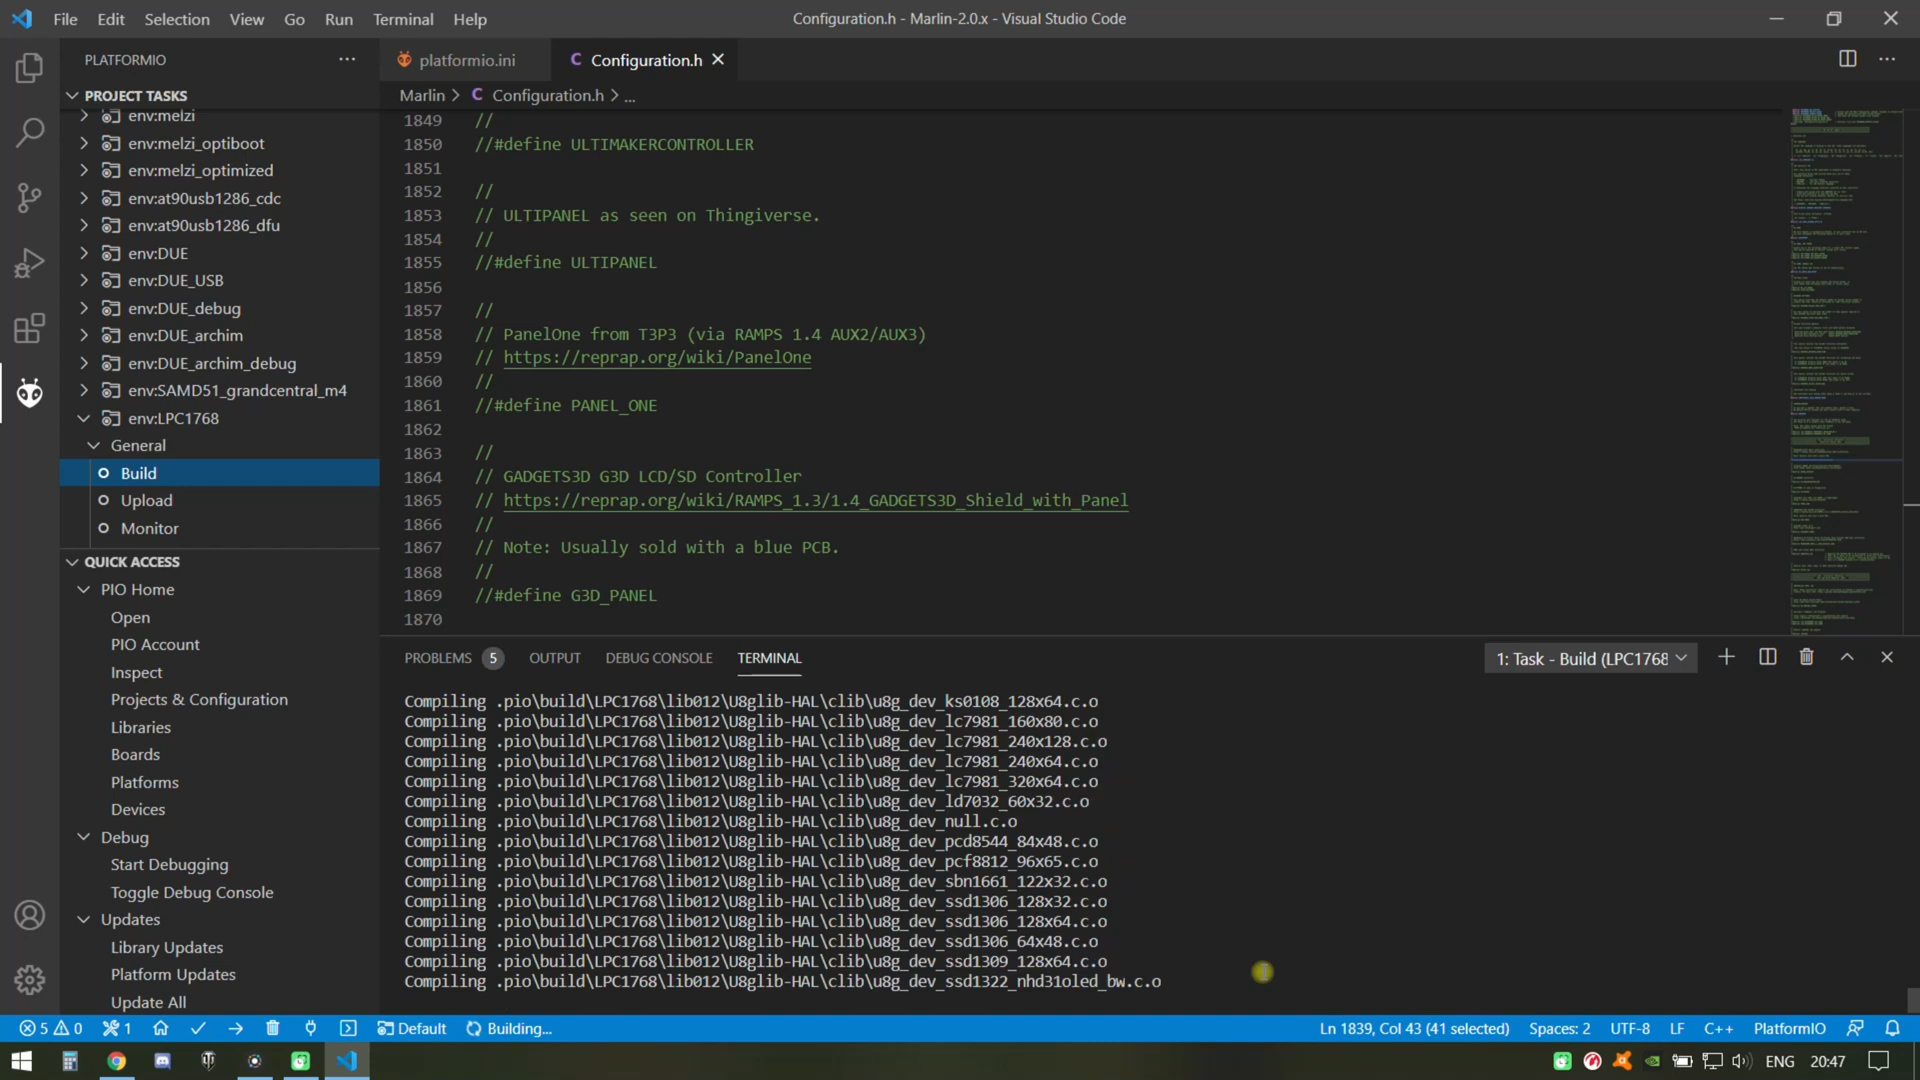 File Edit Selection View Go Run Terminal Help
Configuration.h - Marlin-2.0.x - Visual Studio Code
PLATFORMIO
platformio.ini
Configuration.h
PROJECT TASKS
Marlin > C Configuration.h > ...
env:melzi
env:melzi_optiboot
env:melzi_optimized
env:at90usb1286_cdc
env:at90usb1286_dfu
env:DUE
env:DUE_USB
env:DUE_debug
env:DUE_archim
env:DUE_archim_debug
env:SAMD51_grandcentral_m4
env:LPC1768
General
Build
Upload
Monitor
QUICK ACCESS
PIO Home
Open
PIO Account
Inspect
Projects & Configuration
Libraries
Boards
Platforms
Devices
Debug
Start Debugging
Toggle Debug Console
Updates
Library Updates
Platform Updates
Update All
1849 //
1850 //#define ULTIMAKERCONTROLLER
1851
1852 //
1853 // ULTIPANEL as seen on Thingiverse.
1854 //
1855 //#define ULTIPANEL
1856
1857 //
1858 // PanelOne from T3P3 (via RAMPS 1.4 AUX2/AUX3)
1859 // https://reprap.org/wiki/PanelOne
1860 //
1861 //#define PANEL_ONE
1862
1863 //
1864 // GADGETS3D G3D LCD/SD Controller
1865 // https://reprap.org/wiki/RAMPS_1.3/1.4_GADGETS3D_Shield_with_Panel
1866 //
1867 // Note: Usually sold with a blue PCB.
1868 //
1869 //#define G3D_PANEL
1870
PROBLEMS 5 OUTPUT DEBUG CONSOLE TERMINAL
1: Task - Build (LPC1768
Compiling .pio\build\LPC1768\lib012\U8glib-HAL\clib\u8g_dev_ks0108_128x64.c.o
Compiling .pio\build\LPC1768\lib012\U8glib-HAL\clib\u8g_dev_lc7981_160x80.c.o
Compiling .pio\build\LPC1768\lib012\U8glib-HAL\clib\u8g_dev_lc7981_240x128.c.o
Compiling .pio\build\LPC1768\lib012\U8glib-HAL\clib\u8g_dev_lc7981_240x64.c.o
Compiling .pio\build\LPC1768\lib012\U8glib-HAL\clib\u8g_dev_lc7981_320x64.c.o
Compiling .pio\build\LPC1768\lib012\U8glib-HAL\clib\u8g_dev_ld7032_60x32.c.o
Compiling .pio\build\LPC1768\lib012\U8glib-HAL\clib\u8g_dev_null.c.o
Compiling .pio\build\LPC1768\lib012\U8glib-HAL\clib\u8g_dev_pcd8544_84x48.c.o
Compiling .pio\build\LPC1768\lib012\U8glib-HAL\clib\u8g_dev_pcf8812_96x65.c.o
Compiling .pio\build\LPC1768\lib012\U8glib-HAL\clib\u8g_dev_sbn1661_122x32.c.o
Compiling .pio\build\LPC1768\lib012\U8glib-HAL\clib\u8g_dev_ssd1306_128x32.c.o
Compiling .pio\build\LPC1768\lib012\U8glib-HAL\clib\u8g_dev_ssd1306_128x64.c.o
Compiling .pio\build\LPC1768\lib012\U8glib-HAL\clib\u8g_dev_ssd1306_64x48.c.o
Compiling .pio\build\LPC1768\lib012\U8glib-HAL\clib\u8g_dev_ssd1309_128x64.c.o
Compiling .pio\build\LPC1768\lib012\U8glib-HAL\clib\u8g_dev_ssd1322_nhd31oled_bw.c.o
5 0 1 Default Building...
Ln 1839, Col 43 (41 selected) Spaces: 2 UTF-8 LF C++ PlatformIO
ENG 20:47